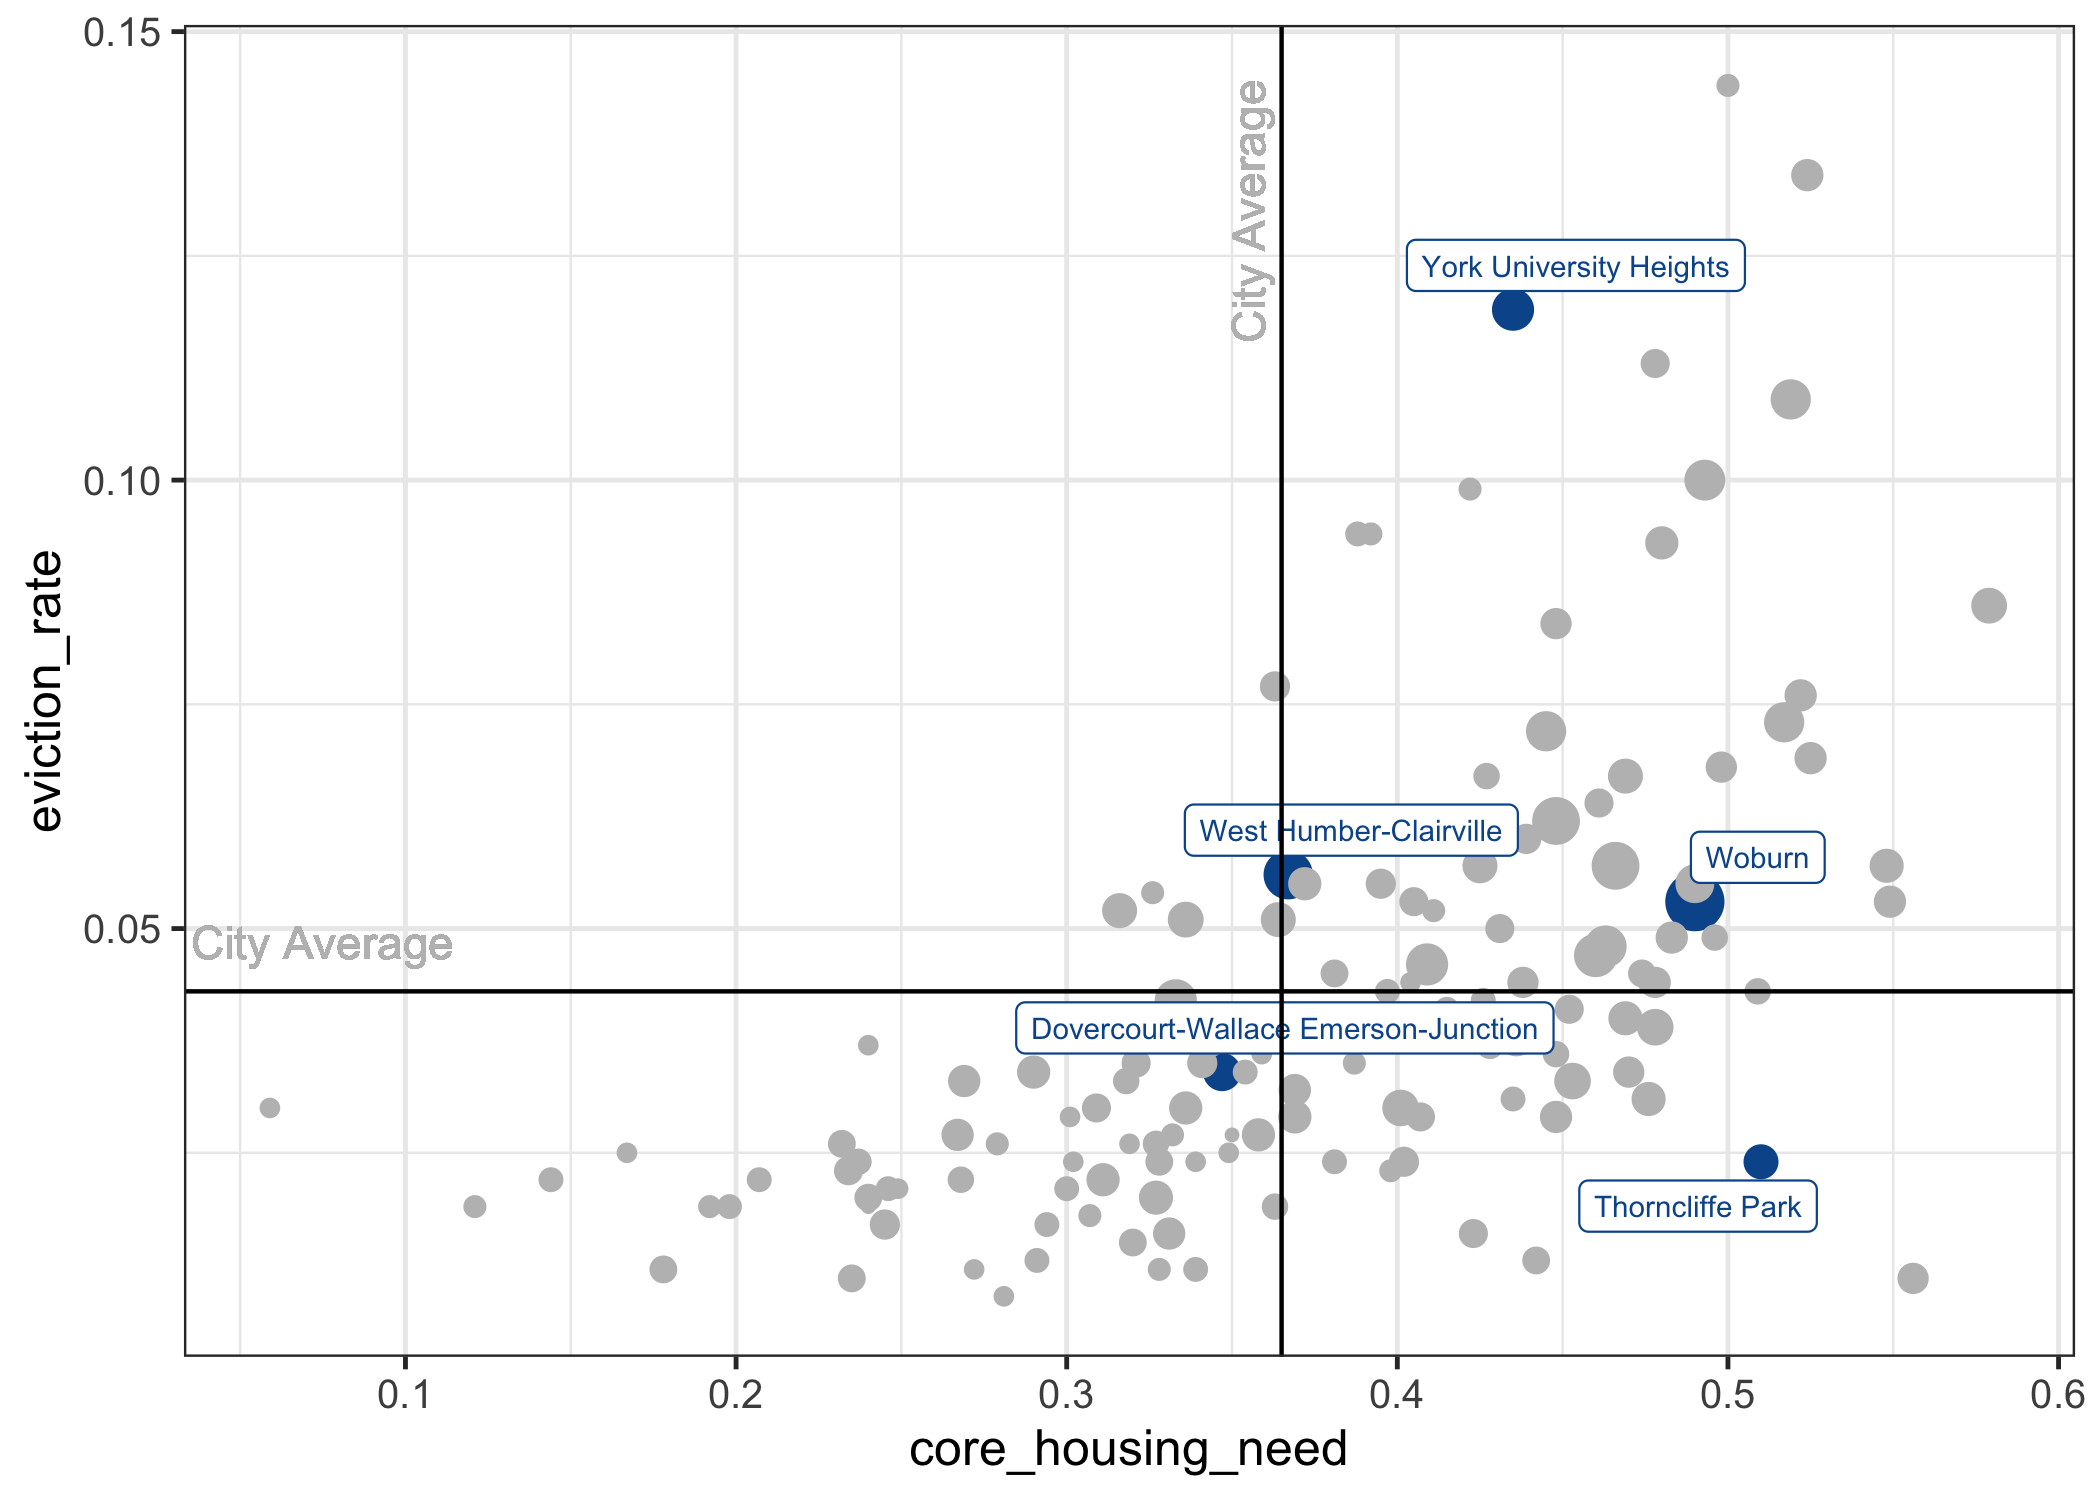 0.15
City Average
York University Heights
0.10
eviction_rate
West Humber-Clairville
Woburn
0.05
City Average
Dovercourt-Wallace Emerson-Junction
Thorncliffe Park
0.1
0.2
0.3
0.4
0.5
0.6
core_housing_need